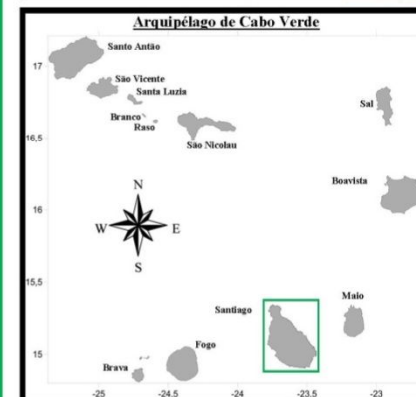 Arquipélago de Cabo Verde
Santo Antão
17
São Vicente
Santa Luzia
Sal
Branco
Raso
16,5
São Nicolau
Boavista
N
16
W E
S
15,5
Santiago
Maio
Fogo
15
Brava
-25 -24.5 -24 -23.5 -23